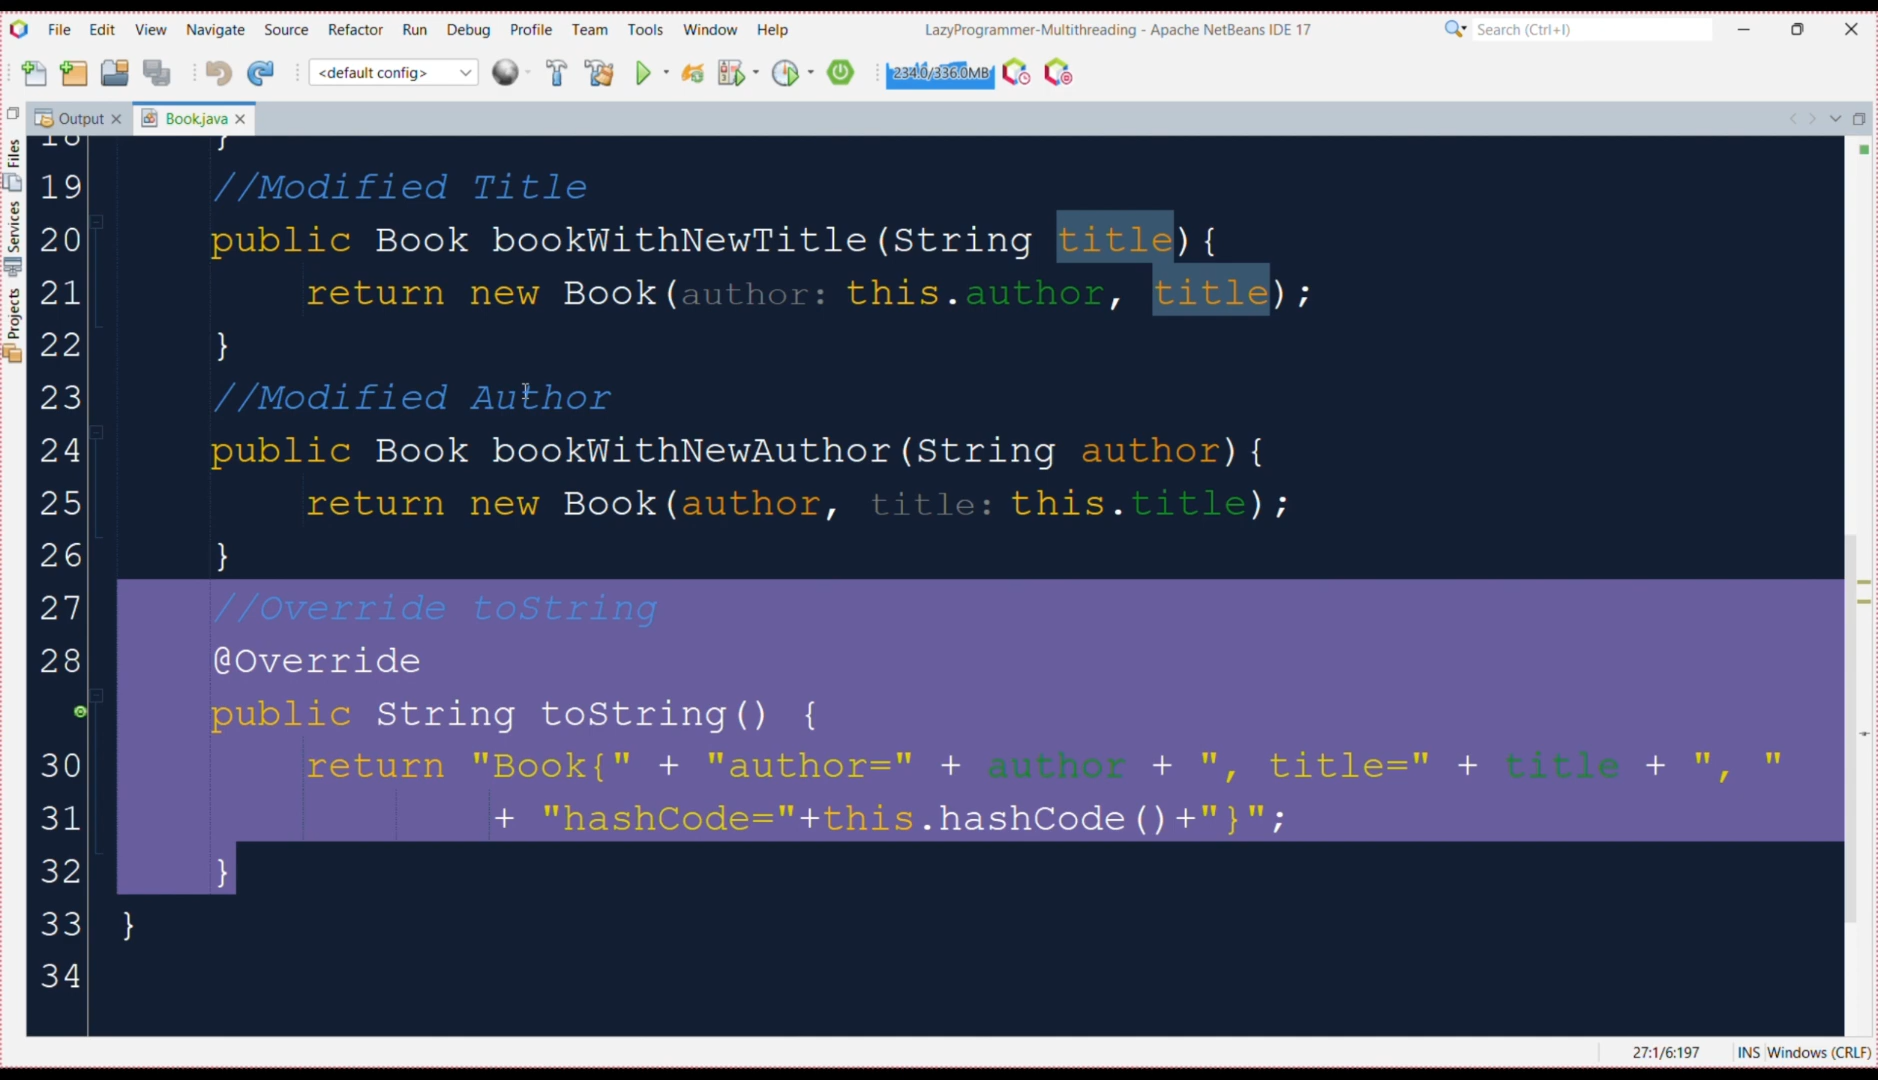 File Edit View Navigate Source Refactor Run Debug Profile Team Tools Window Help LazyProgrammer-Multithreading - Apache NetBeans IDE 17 Search (Ctrl+I)
<default config> 234.0/336.0MB
Output Book.java
Files
Services
Projects
18 }
19 //Modified Title
20 public Book bookWithNewTitle(String title){
21 return new Book(author: this.author, title);
22 }
23 //Modified Author
24 public Book bookWithNewAuthor(String author){
25 return new Book(author, title: this.title);
26 }
27 //Override toString
28 @Override
public String toString() {
30 return "Book{" + "author=" + author + ", title=" + title + ", "
31 + "hashCode="+this.hashCode()+"}";
32 }
33 }
34
27:1/6:197 INS Windows (CRLF)